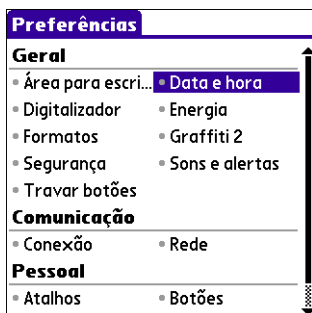 Preferências
Geral
Área para escri... Data e hora
Digitalizador Energia
Formatos Graffiti 2
Segurança Sons e alertas
Travar botões
Comunicação
Conexão Rede
Pessoal
Atalhos Botões